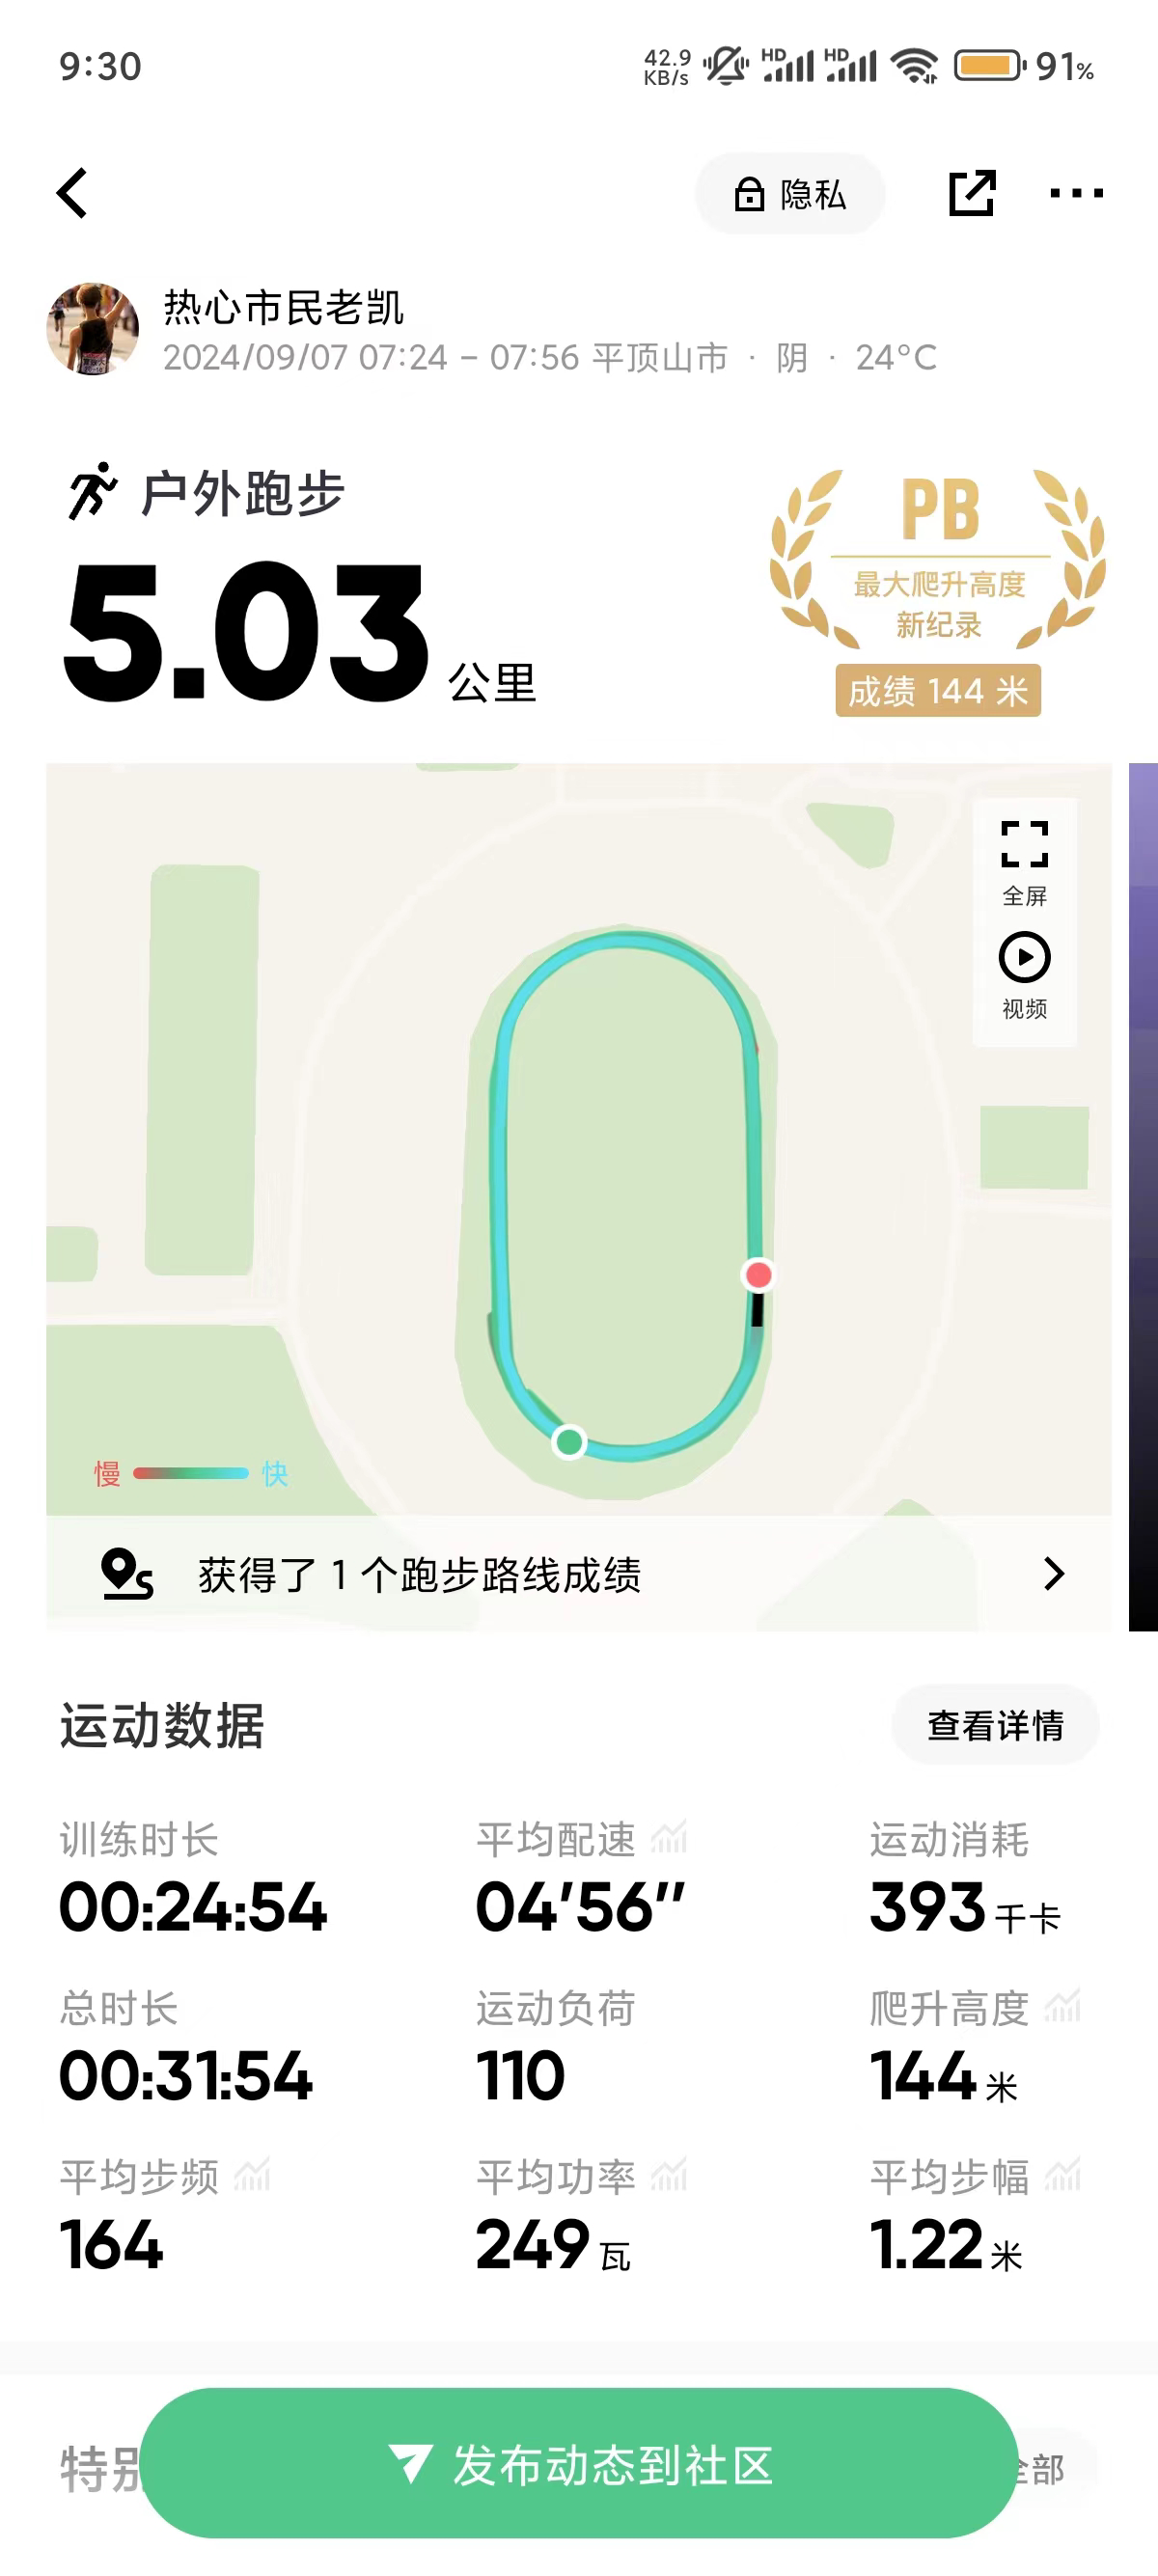 9:30
42.9 KB/s HD HD 91%
隐私
热心市民老凯
2024/09/07 07:24 – 07:56 平顶山市 · 阴 · 24°C
户外跑步
5.03 公里
PB
最大爬升高度
新纪录
成绩 144 米
全屏
视频
慢 快
获得了 1 个跑步路线成绩
运动数据 查看详情
训练时长 平均配速 运动消耗
00:24:54 04'56" 393 千卡
总时长 运动负荷 爬升高度
00:31:54 110 144 米
平均步频 平均功率 平均步幅
164 249 瓦 1.22 米
特 部
发布动态到社区